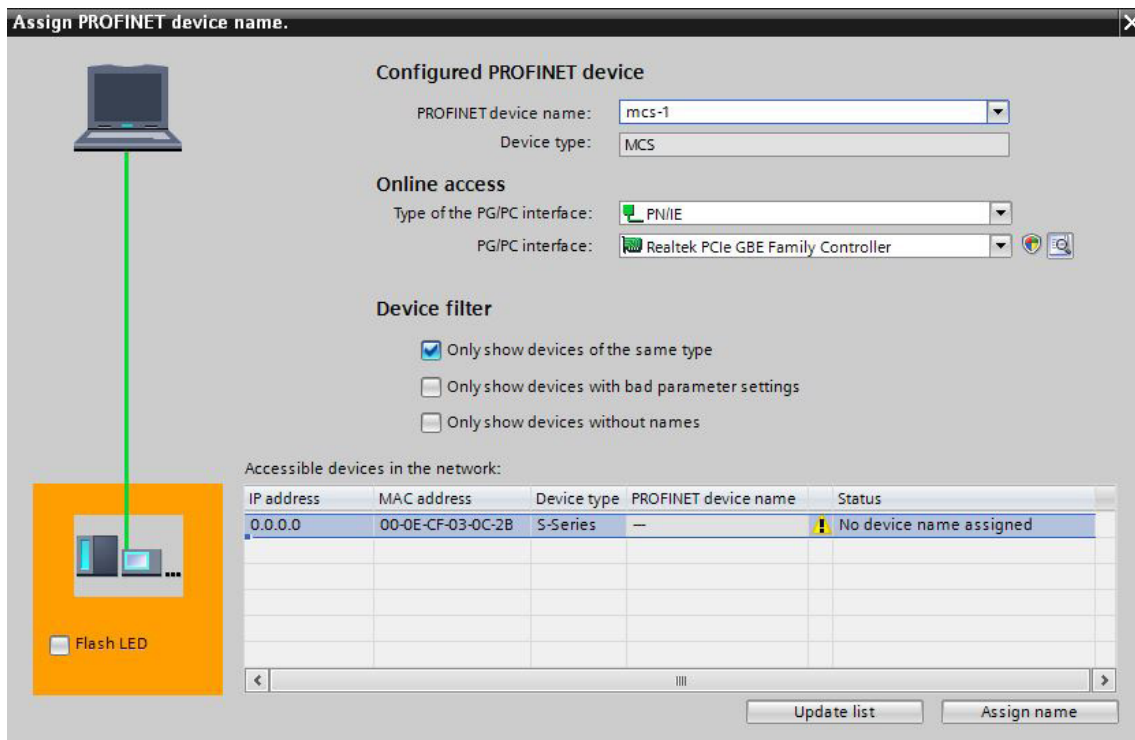 Assign PROFINET device name.
Configured PROFINET device
PROFINET device name: mcs-1
Device type: MCS
Online access
Type of the PG/PC interface: PN/IE
PG/PC interface: Realtek PCIe GBE Family Controller
Device filter
Only show devices of the same type
Only show devices with bad parameter settings
Only show devices without names
Accessible devices in the network:
IP address MAC address Device type PROFINET device name Status
0.0.0.0 00-0E-CF-03-0C-2B S-Series — No device name assigned
Flash LED
Update list Assign name